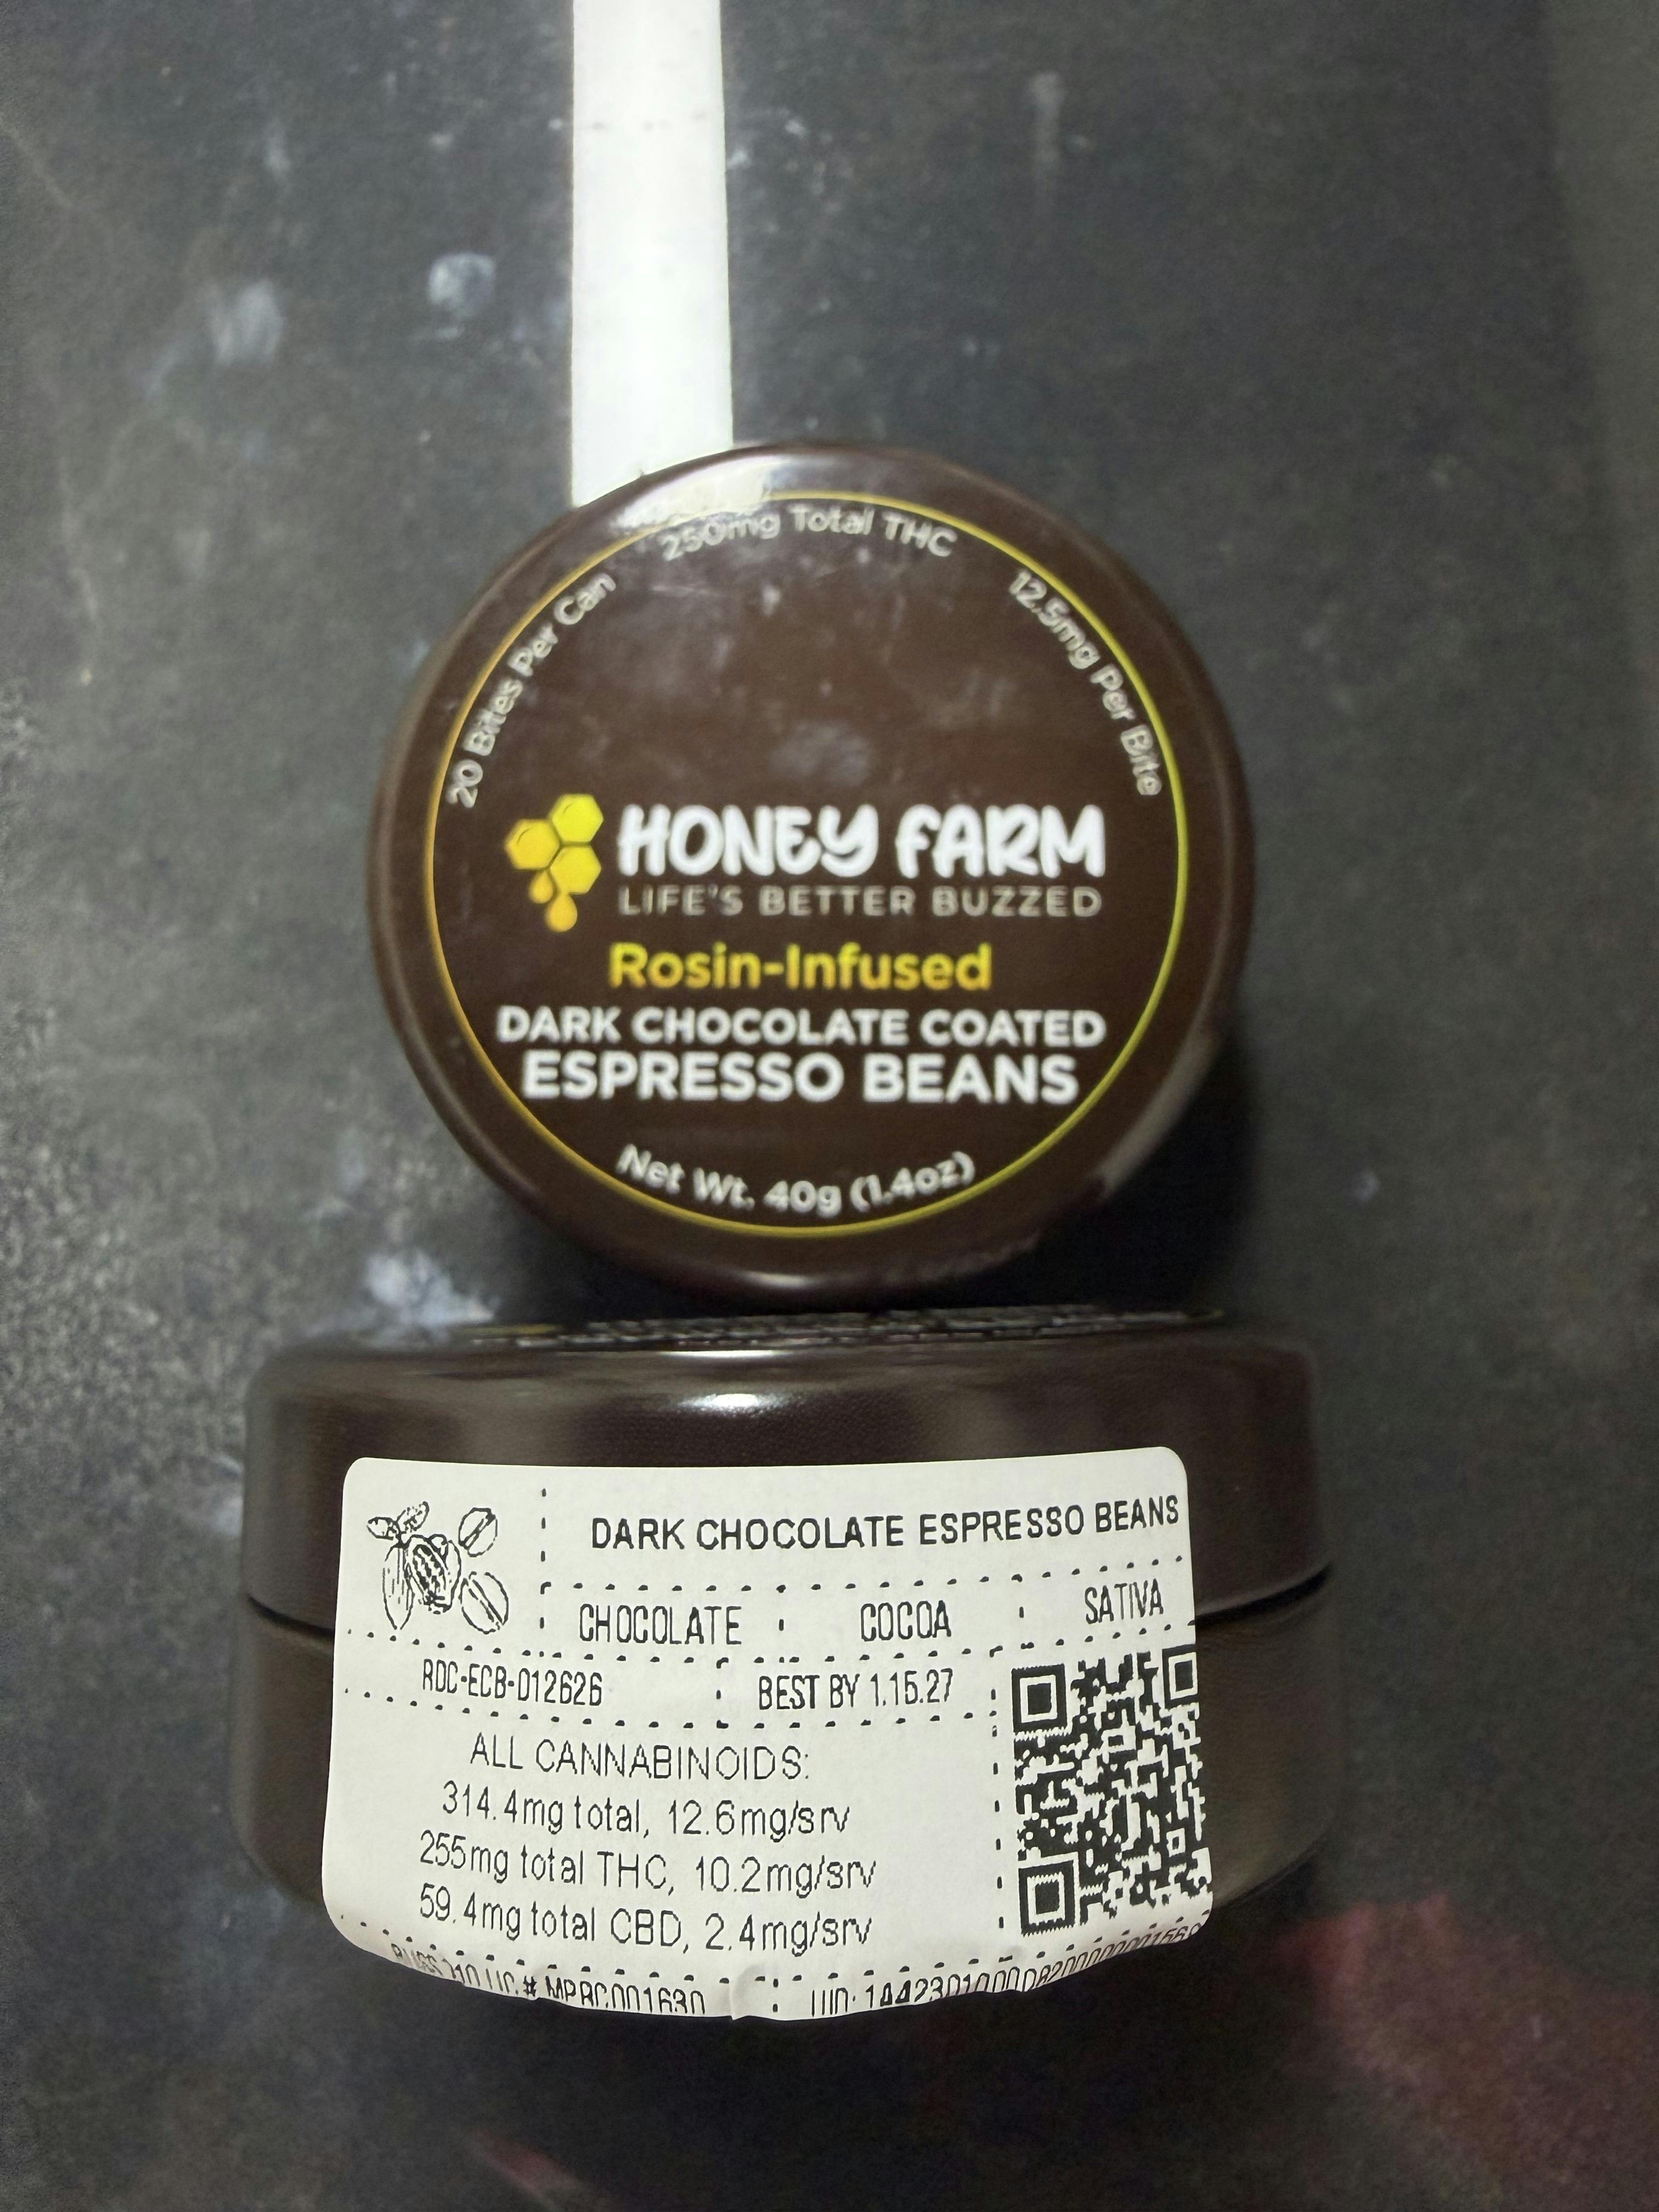 20 Bites Per Can
250mg Total THC
12.5mg Per Bite
HONEY FARM
LIFE'S BETTER BUZZED
Rosin-Infused
DARK CHOCOLATE COATED
ESPRESSO BEANS
Net Wt. 40g (1.4oz)
DARK CHOCOLATE ESPRESSO BEANS
CHOCOLATE COCOA SATIVA
RDC-ECB-012626 BEST BY 1.15.27
ALL CANNABINOIDS:
314.4mg total, 12.6mg/srv
255mg total THC, 10.2mg/srv
59.4mg total CBD, 2.4mg/srv
LIC# MPRC001630 UID: